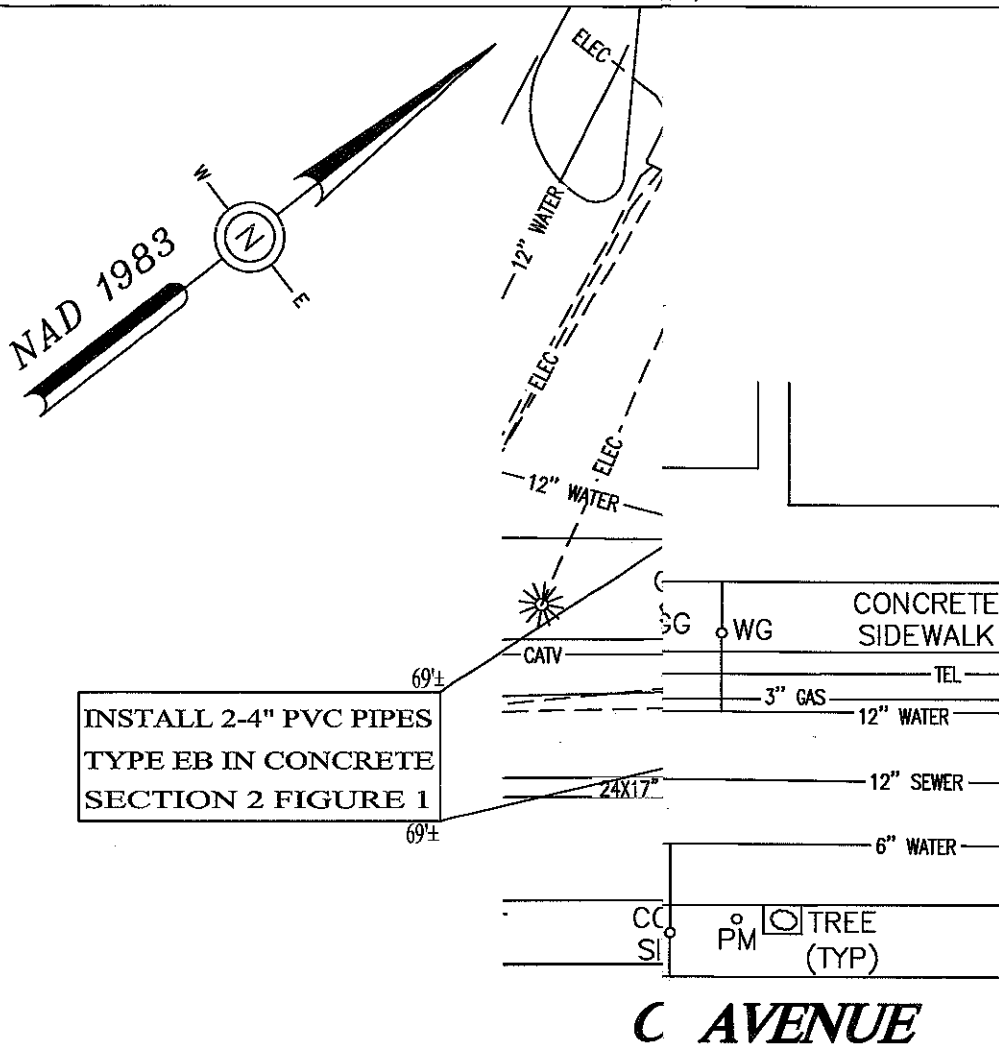 ELEC
W
N
E
NAD 1983
12" WATER
ELEC
ELEC
12" WATER
CONCRETE
SIDEWALK
WG
CATV
TEL
69'±
3" GAS
12" WATER
INSTALL 2-4" PVC PIPES
TYPE EB IN CONCRETE
SECTION 2 FIGURE 1
24X17"
12" SEWER
69'±
6" WATER
PM
TREE
(TYP)
AVENUE